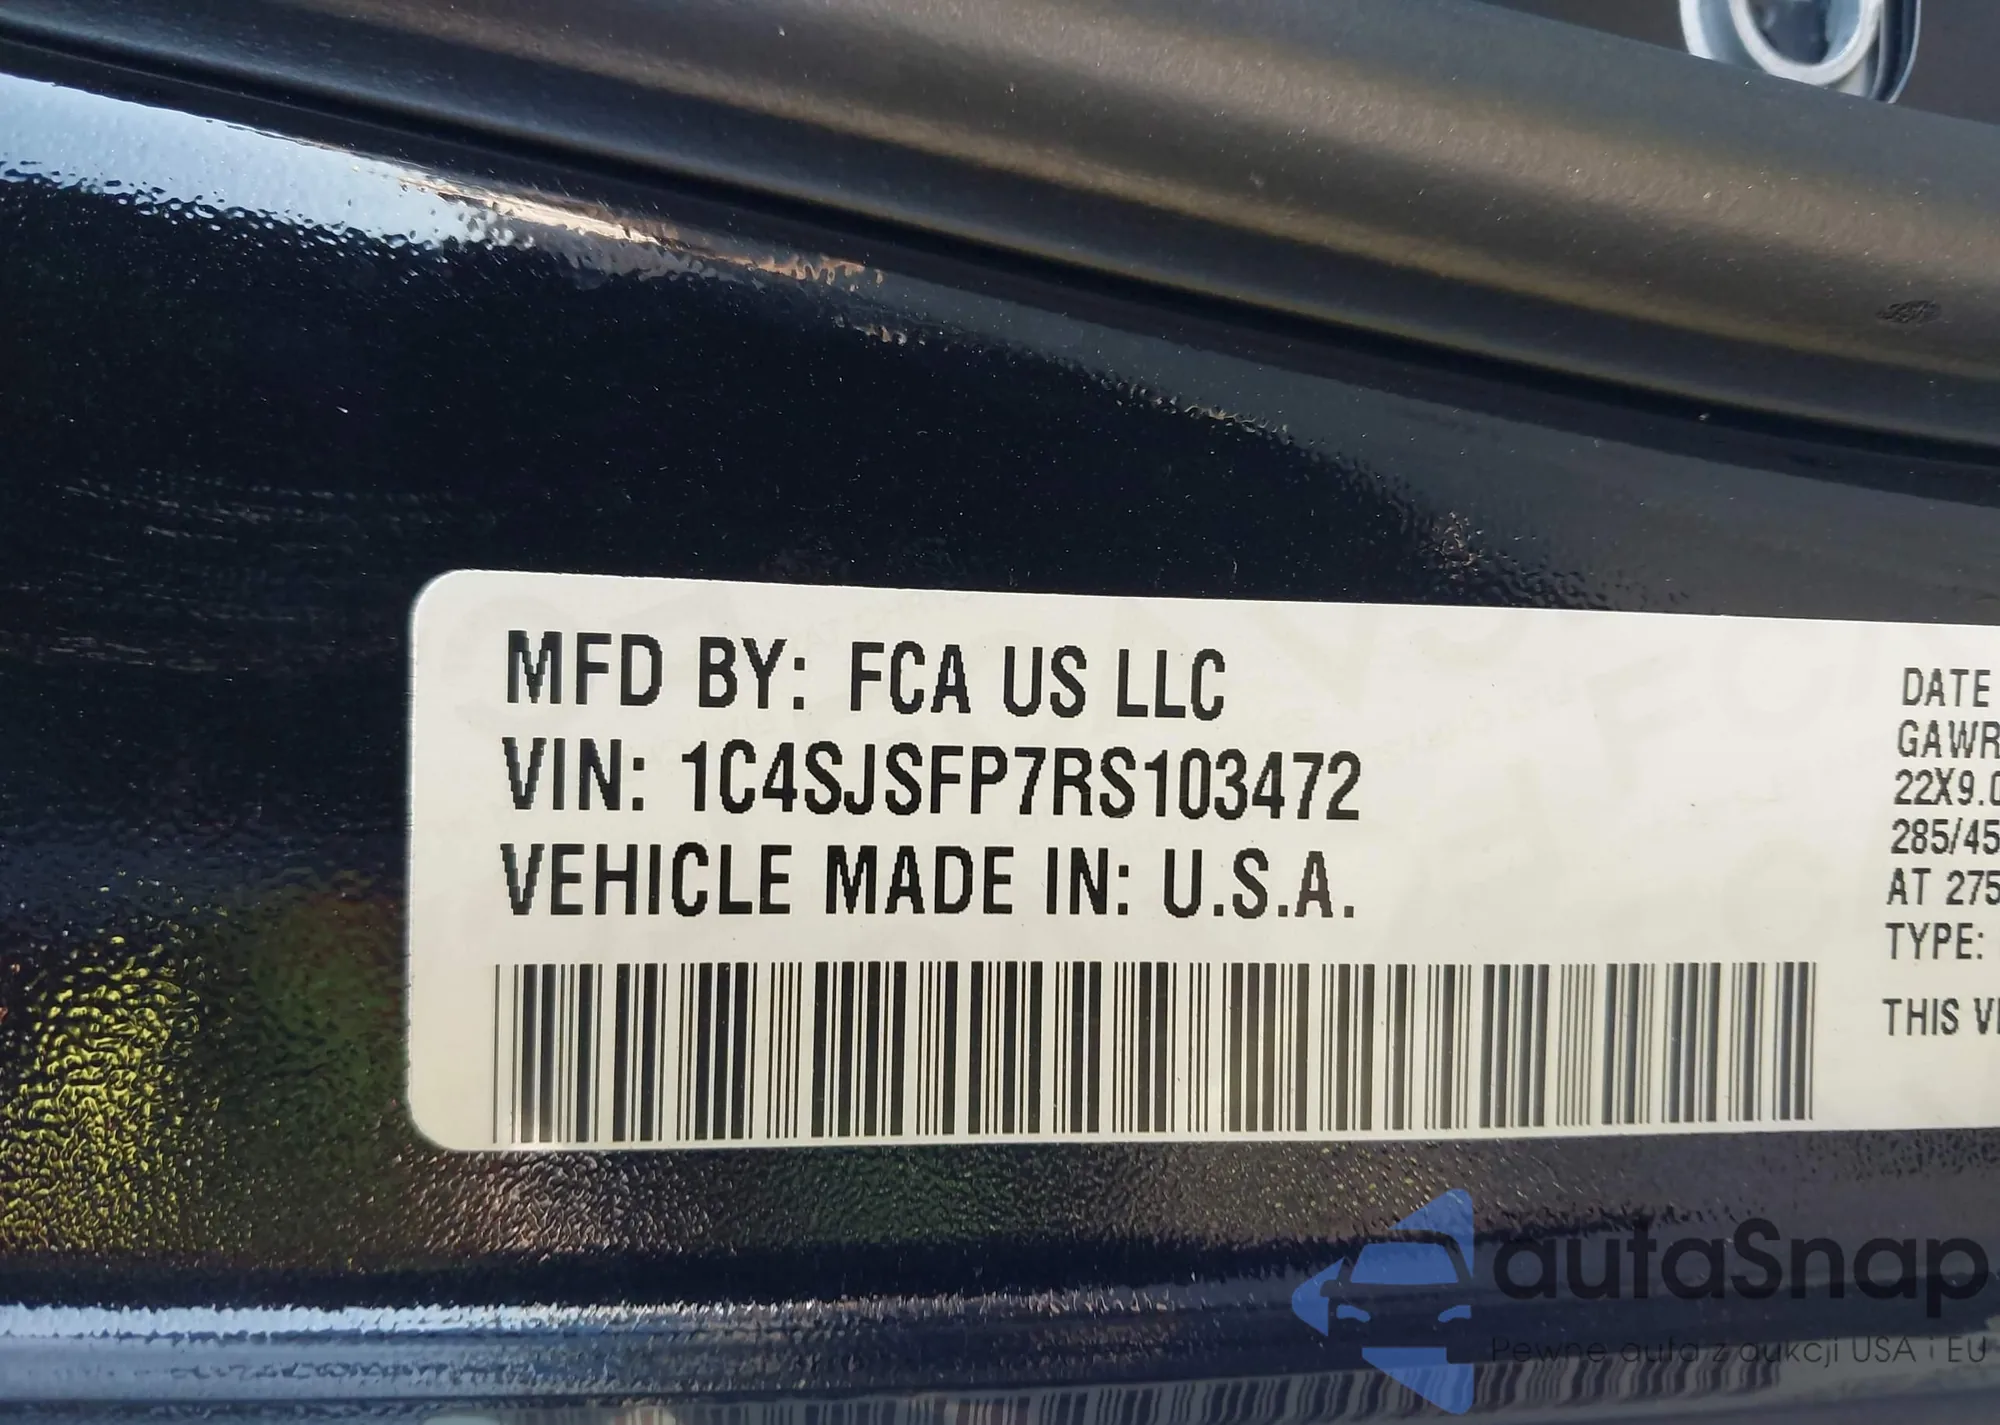 MFD BY: FCA US LLC
VIN: 1C4SJSFP7RS103472
VEHICLE MADE IN: U.S.A.
DATE
GAWR
22X9.0
285/45
AT 275
TYPE:
THIS
autaSnap
Pewne auta z aukcji USA i EU